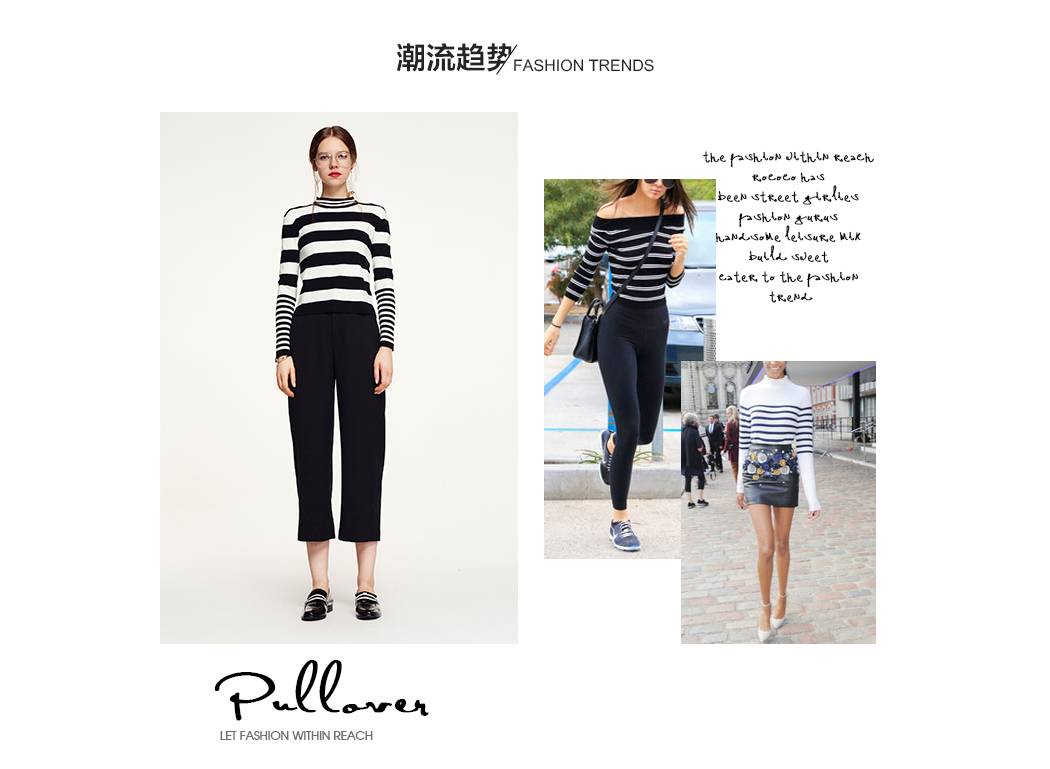 潮流趋势/FASHION TRENDS
the fashion within reach
rococo has
been street girlies
fashion gurus
handsome leisure mix
build sweet
cater to the fashion
trend
Pullover
LET FASHION WITHIN REACH